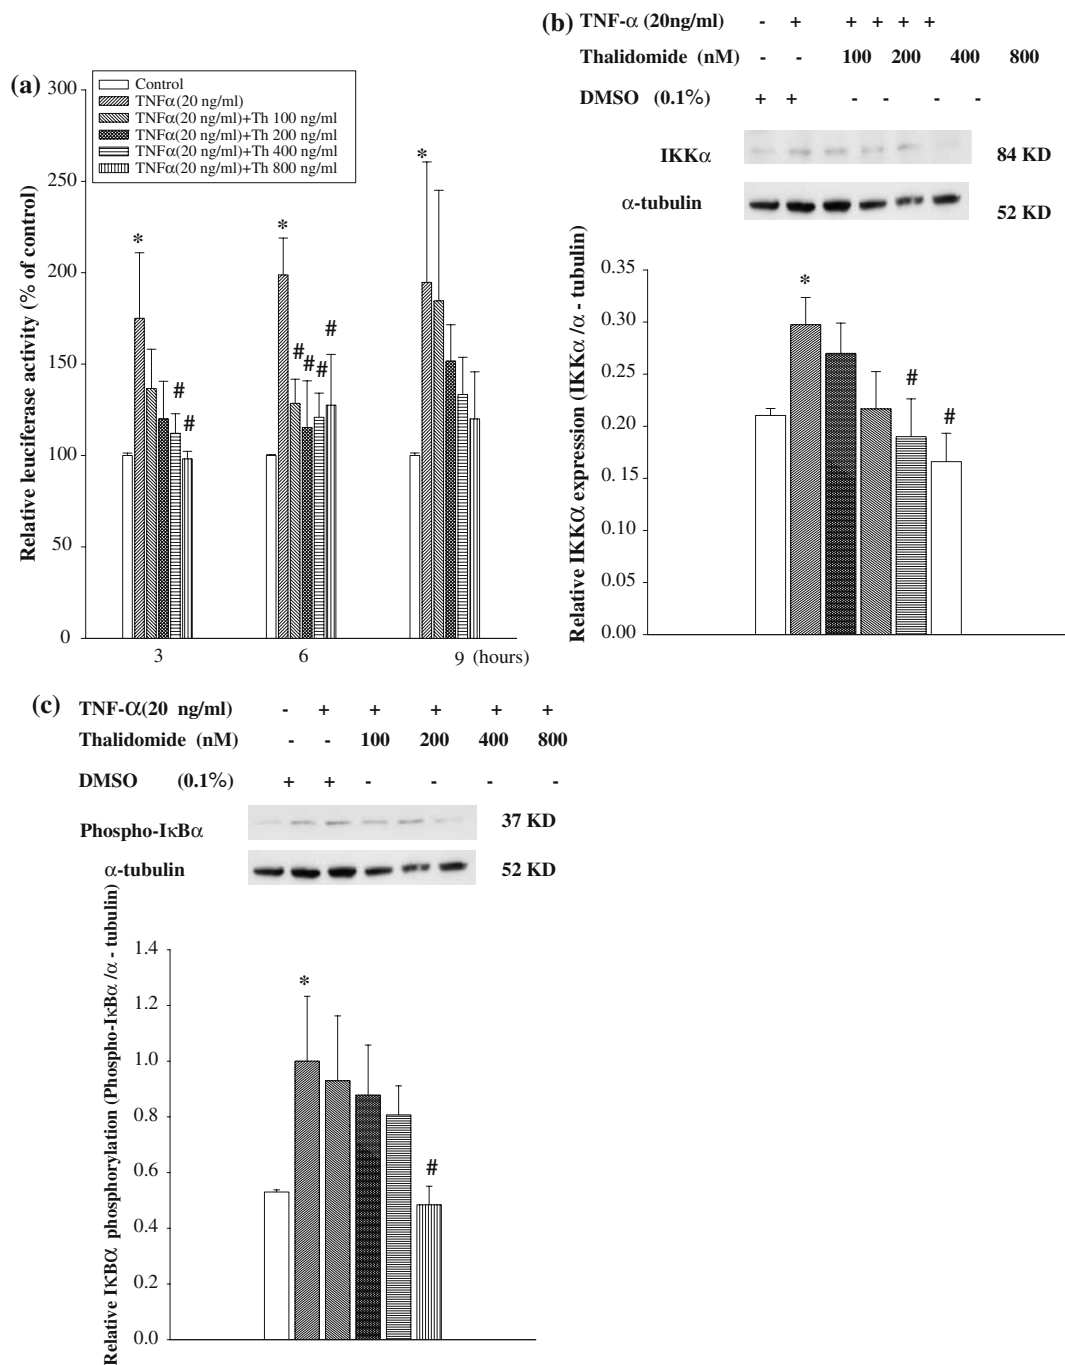 (a)
300
250
200
150
100
50
0
Relative leuciferase activity (% of control)
Control
TNFα(20 ng/ml)
TNFα(20 ng/ml)+Th 100 ng/ml
TNFα(20 ng/ml)+Th 200 ng/ml
TNFα(20 ng/ml)+Th 400 ng/ml
TNFα(20 ng/ml)+Th 800 ng/ml
* # #
* # # # #
*
3 6 9 (hours)
(b) TNF-α (20ng/ml) - + + + + +
Thalidomide (nM) - - 100 200 400 800
DMSO (0.1%) + + - - - -
IKKα 84 KD
α-tubulin 52 KD
Relative IKKα expression (IKKα /α - tubulin)
0.35
0.30
0.25
0.20
0.15
0.10
0.05
0.00
* # #
(c) TNF-α(20 ng/ml) - + + + + +
Thalidomide (nM) - - 100 200 400 800
DMSO (0.1%) + + - - - -
Phospho-IκBα 37 KD
α-tubulin 52 KD
Relative IKBα phosphorylation (Phospho-IκBα /α - tubulin)
1.4
1.2
1.0
0.8
0.6
0.4
0.2
0.0
* #